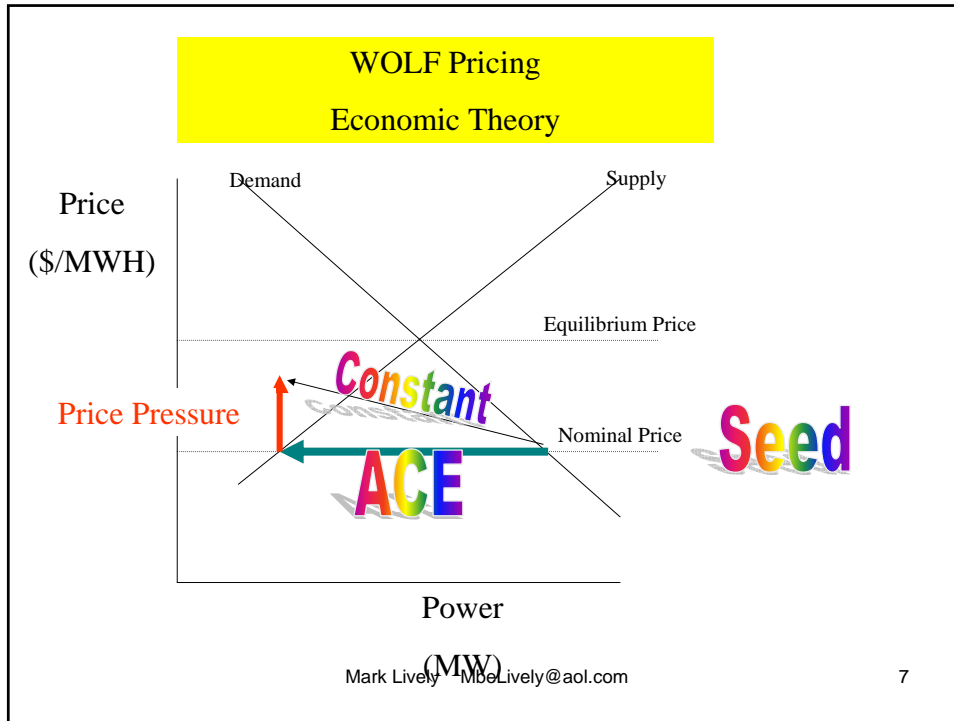 WOLF Pricing
Economic Theory
Demand
Supply
Price
($/MWH)
Equilibrium Price
Constant
Price Pressure
Nominal Price
Seed
ACE
Power
(MW)
Mark Lively MbeLively@aol.com
7